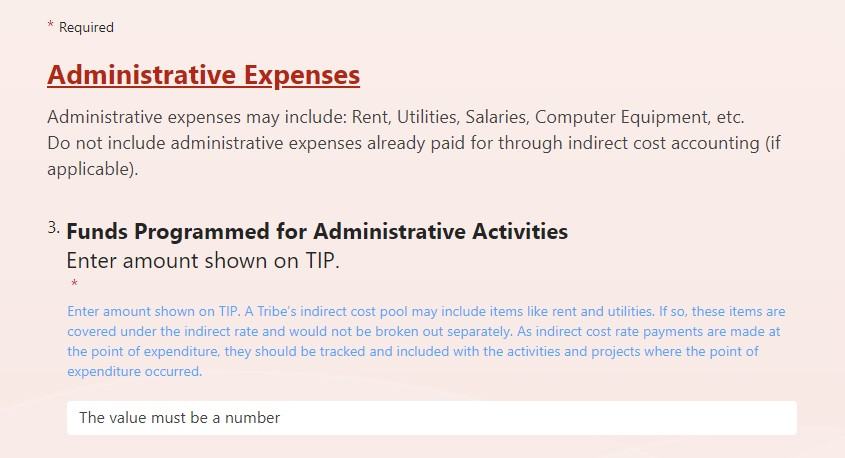 * Required
Administrative Expenses
Administrative expenses may include: Rent, Utilities, Salaries, Computer Equipment, etc.
Do not include administrative expenses already paid for through indirect cost accounting (if
applicable).
3. Funds Programmed for Administrative Activities
Enter amount shown on TIP.
*
Enter amount shown on TIP. A Tribe's indirect cost pool may include items like rent and utilities. If so, these items are
covered under the indirect rate and would not be broken out separately. As indirect cost rate payments are made at
the point of expenditure, they should be tracked and included with the activities and projects where the point of
expenditure occurred.
The value must be a number